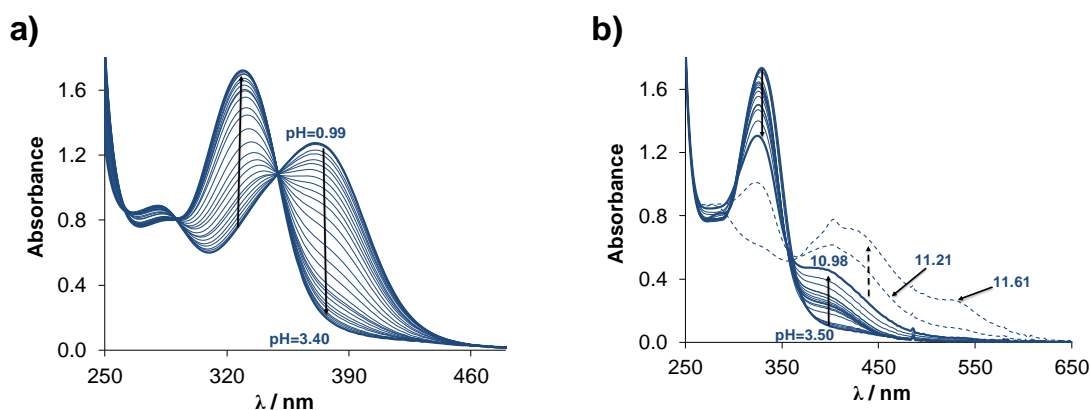 a)
Absorbance
1.6
1.2
0.8
0.4
0.0
pH=0.99
pH=3.40
250
320
390
460
λ / nm
b)
Absorbance
1.6
1.2
0.8
0.4
0.0
10.98
11.21
11.61
pH=3.50
250
350
450
550
650
λ / nm